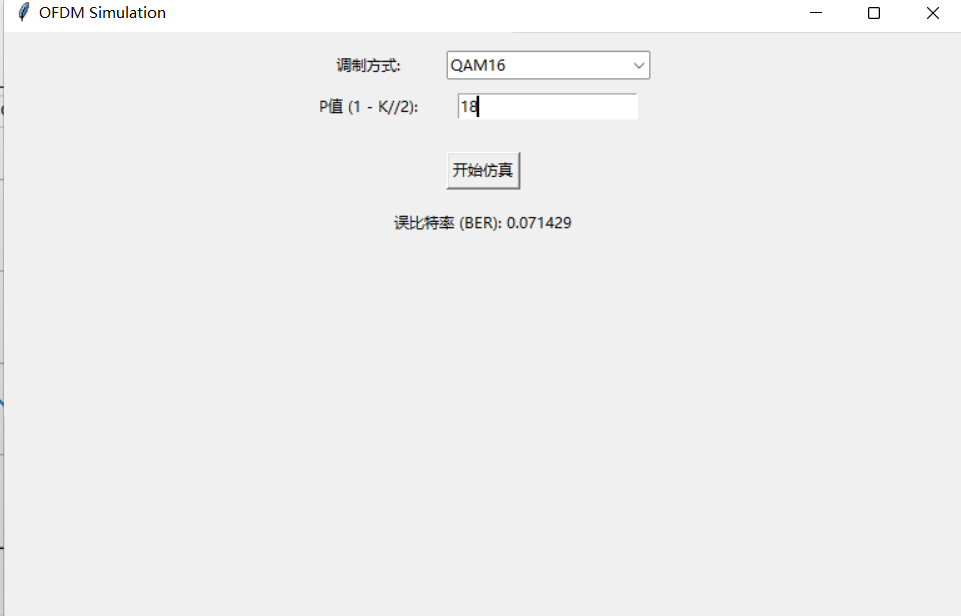 OFDM Simulation
调制方式: QAM16
P值 (1 - K//2): 18
开始仿真
误比特率 (BER): 0.071429